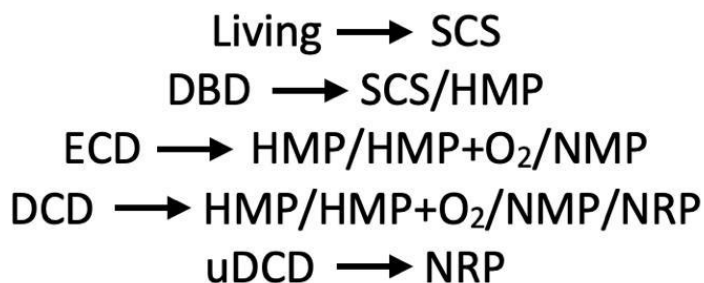 Living → SCS
DBD → SCS/HMP
ECD → HMP/HMP+O₂/NMP
DCD → HMP/HMP+O₂/NMP/NRP
uDCD → NRP